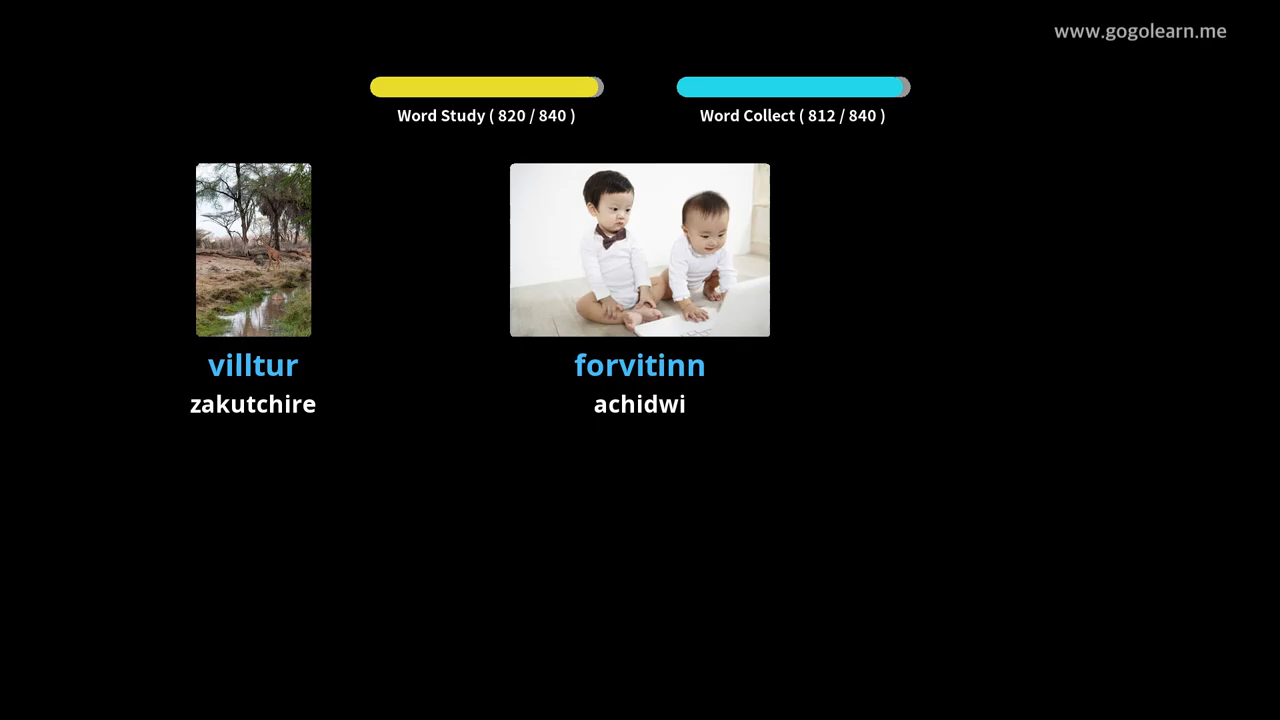 www.gogolearn.me
Word Study ( 820 / 840 )
Word Collect ( 812 / 840 )
villtur
zakutchire
forvitinn
achidwi